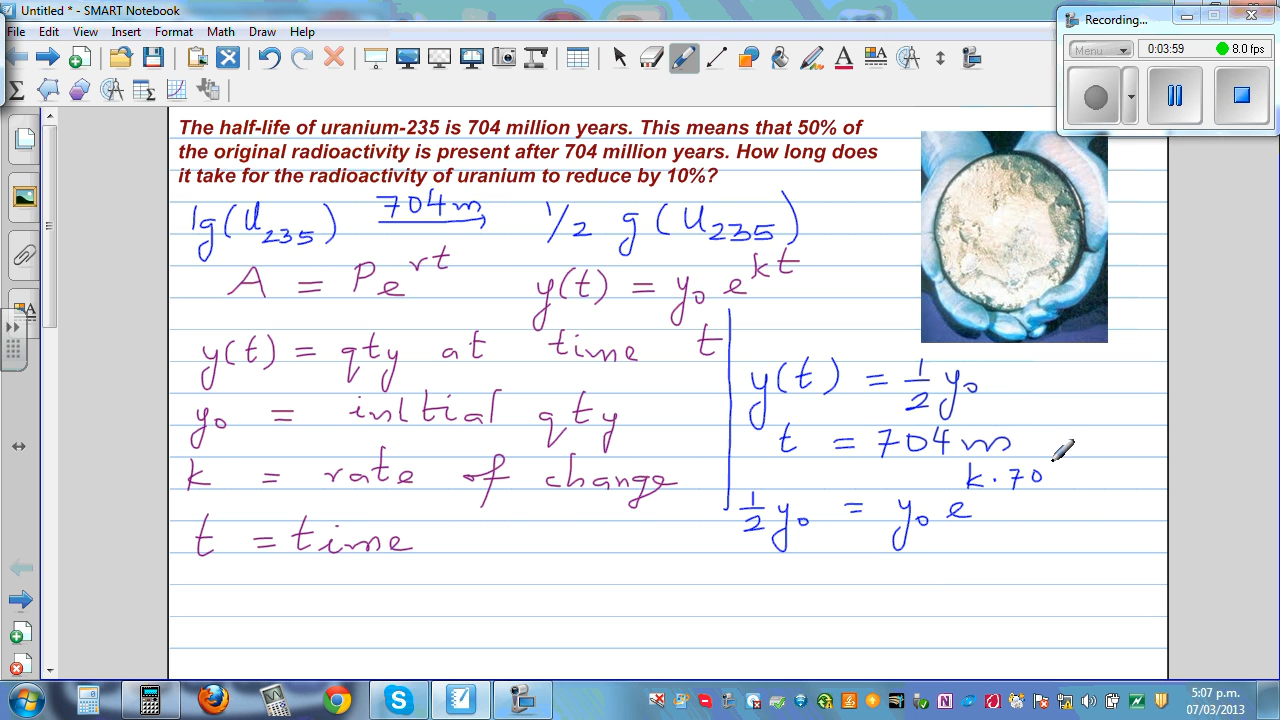 Untitled * - SMART Notebook
File Edit View Insert Format Math Draw Help
Recording...
Menu
0:03:59
8.0 fps
The half-life of uranium-235 is 704 million years. This means that 50% of
the original radioactivity is present after 704 million years. How long does
it take for the radioactivity of uranium to reduce by 10%?
1g(U235) 704m 1/2 g(U235)
A = Pe^rt y(t) = y0 e^kt
y(t) = qty at time t
y0 = initial qty
k = rate of change
t = time
y(t) = 1/2 y0
t = 704m
1/2 y0 = y0 e^k.70
5:07 p.m.
07/03/2013